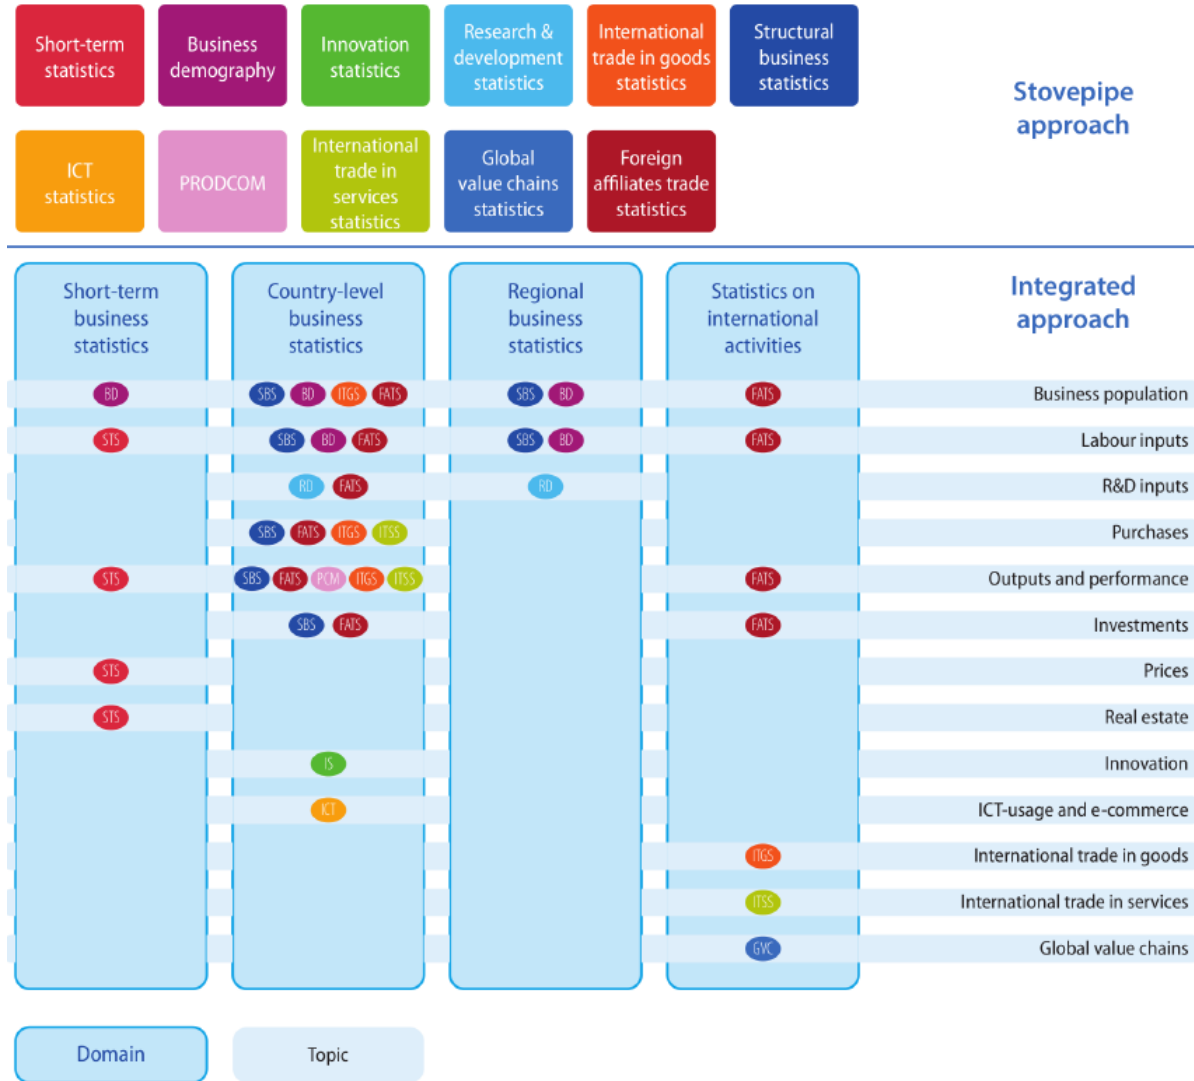 Short-term
statistics
Business
demography
Innovation
statistics
Research &
development
statistics
International
trade in goods
statistics
Structural
business
statistics
Stovepipe
approach
ICT
statistics
PRODCOM
International
trade in
services
statistics
Global
value chains
statistics
Foreign
affiliates trade
statistics
Short-term
business
statistics
Country-level
business
statistics
Regional
business
statistics
Statistics on
international
activities
Integrated
approach
BD SBS BD ITGS FATS SBS BD FATS Business population
STS SBS BD FATS SBS BD FATS Labour inputs
RD FATS RD R&D inputs
SBS FATS ITGS ITSS Purchases
STS SBS FATS PCM ITGS ITSS FATS Outputs and performance
SBS FATS FATS Investments
STS Prices
STS Real estate
IS Innovation
ICT ICT-usage and e-commerce
ITGS International trade in goods
ITSS International trade in services
GVC Global value chains
Domain Topic